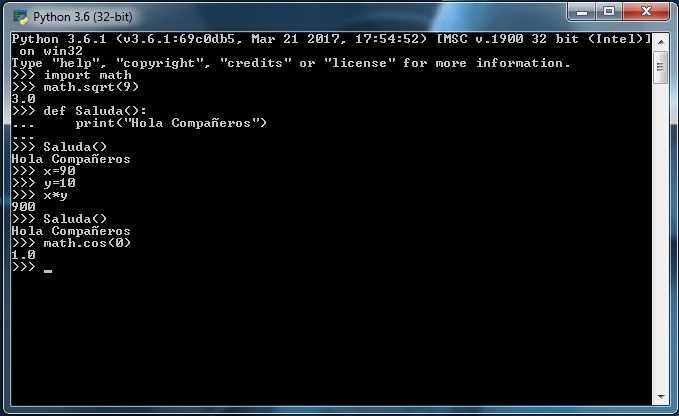 Python 3.6 (32-bit)
Python 3.6.1 (v3.6.1:69c0db5, Mar 21 2017, 17:54:52) [MSC v.1900 32 bit (Intel)]
 on win32
Type "help", "copyright", "credits" or "license" for more information.
>>> import math
>>> math.sqrt(9)
3.0
>>> def Saluda():
...     print("Hola Compañeros")
...
>>> Saluda()
Hola Compañeros
>>> x=90
>>> y=10
>>> x*y
900
>>> Saluda()
Hola Compañeros
>>> math.cos(0)
1.0
>>> _